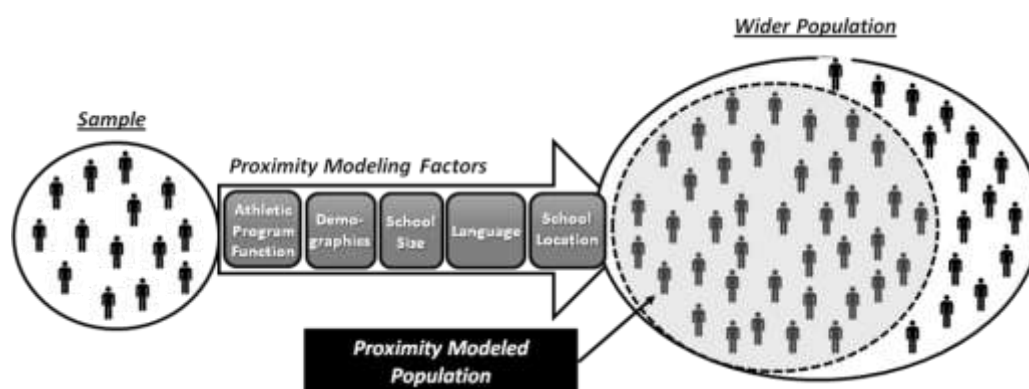 Wider Population
Sample
Proximity Modeling Factors
Athletic
Program
Function
Demo-
graphics
School
Size
Language
School
Location
Proximity Modeled
Population